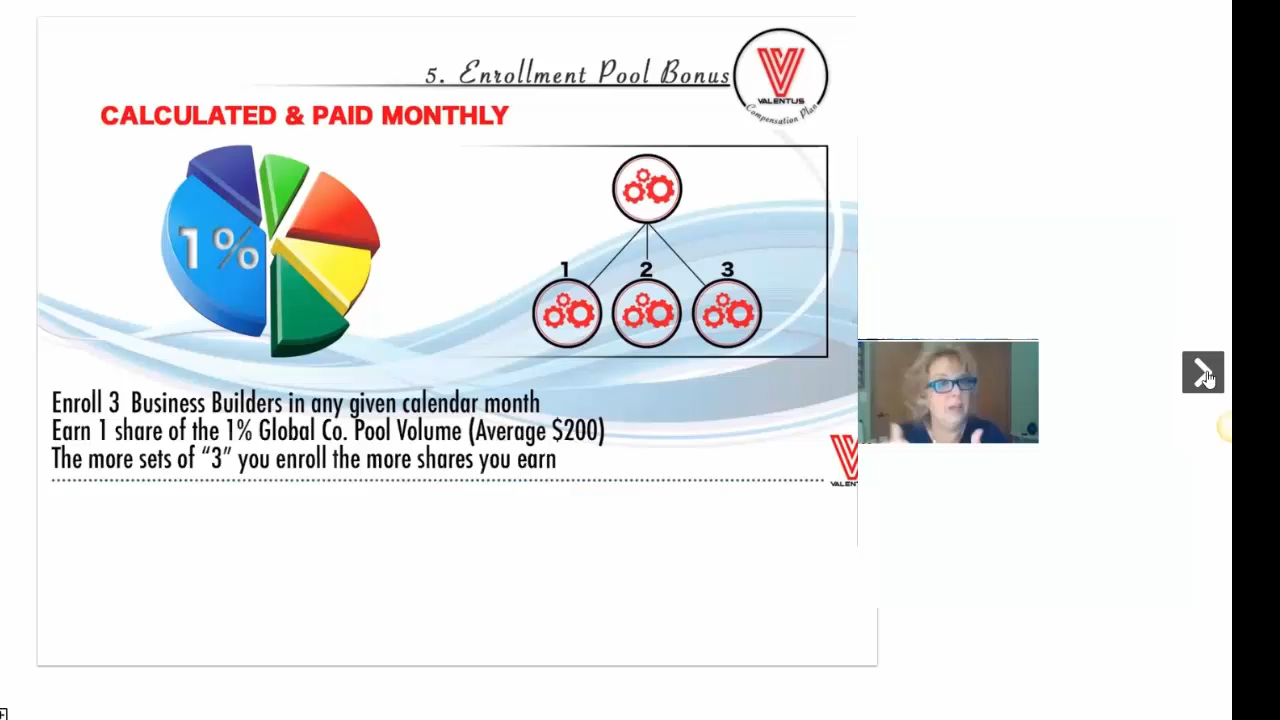 5. Enrollment Pool Bonus
VALENTUS
Compensation Plan
CALCULATED & PAID MONTHLY
1%
1 2 3
Enroll 3 Business Builders in any given calendar month
Earn 1 share of the 1% Global Co. Pool Volume (Average $200)
The more sets of “3” you enroll the more shares you earn
VALENT